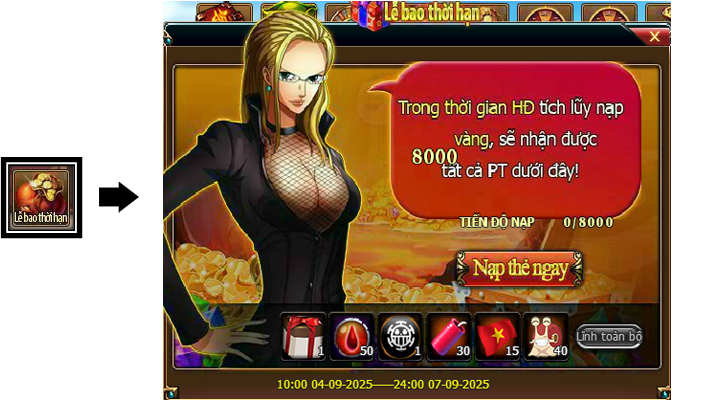 Lễ bao thời hạn
Lễ bao thời hạn
Trong thời gian HĐ tích lũy nạp
8000 vàng, sẽ nhận được
tất cả PT dưới đây!
TIẾN ĐỘ NẠP 0/8000
Nạp thẻ ngay
1 50 1 30 15 40 Lĩnh toàn bộ
10:00 04-09-2025——24:00 07-09-2025